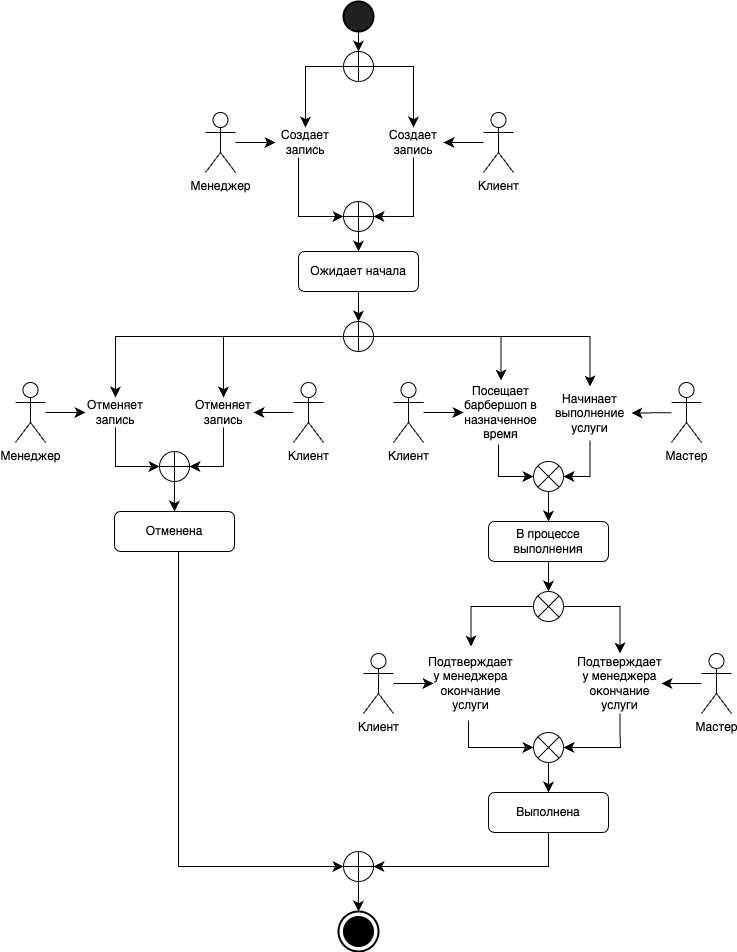 Создает
запись
Создает
запись
Менеджер
Клиент
Ожидает начала
Отменяет
запись
Отменяет
запись
Посещает
барбершоп в
назначенное
время
Начинает
выполнение
услуги
Менеджер
Клиент
Клиент
Мастер
Отменена
В процессе
выполнения
Подтверждает
у менеджера
окончание
услуги
Подтверждает
у менеджера
окончание
услуги
Клиент
Мастер
Выполнена